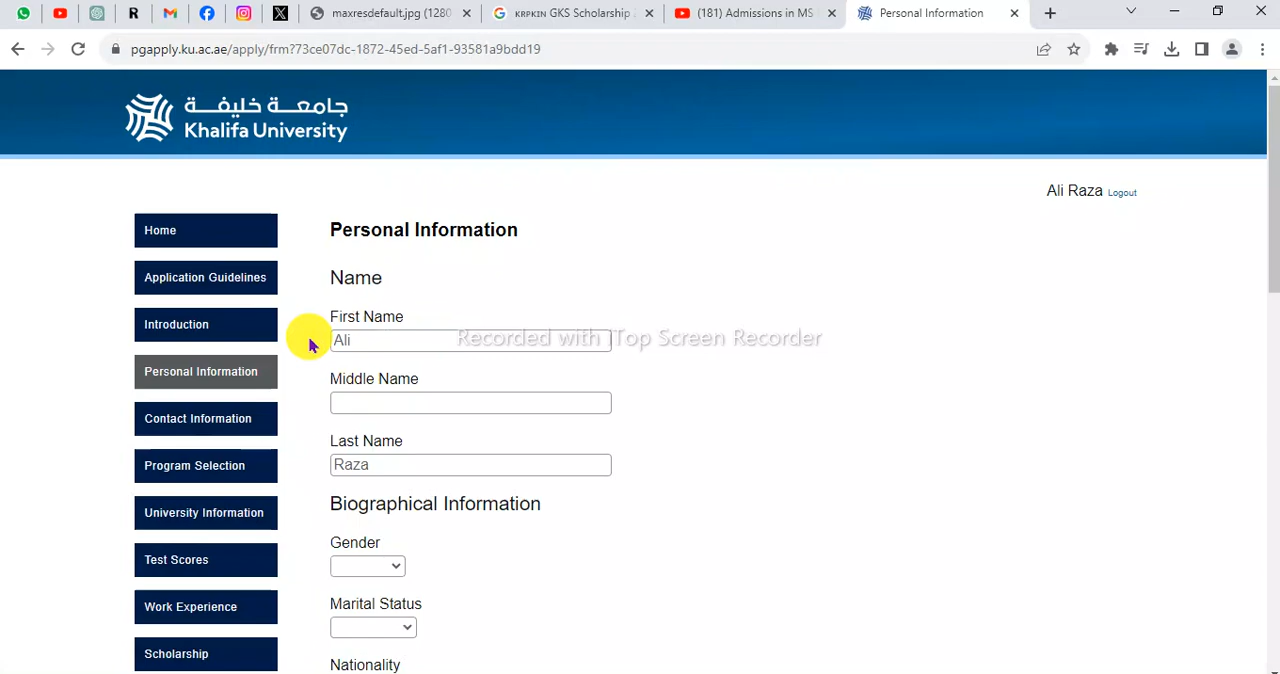 maxresdefault.jpg (1280
ᴋʀᴘᴋɪɴ GKS Scholarship
(181) Admissions in MS
Personal Information
pgapply.ku.ac.ae/apply/frm?73ce07dc-1872-45ed-5af1-93581a9bdd19
جامعة خليفة
Khalifa University
Ali Raza Logout
Home
Application Guidelines
Introduction
Personal Information
Contact Information
Program Selection
University Information
Test Scores
Work Experience
Scholarship
Personal Information
Name
First Name
Ali
Recorded with iTop Screen Recorder
Middle Name
Last Name
Raza
Biographical Information
Gender
Marital Status
Nationality